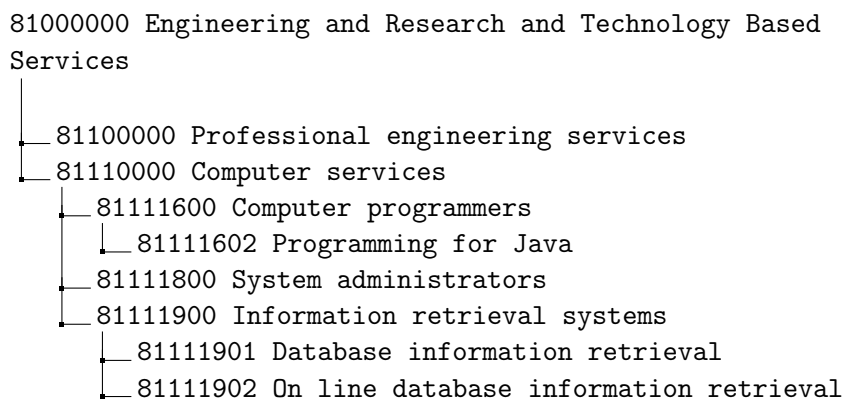 81000000 Engineering and Research and Technology Based
Services
81100000 Professional engineering services
81110000 Computer services
81111600 Computer programmers
81111602 Programming for Java
81111800 System administrators
81111900 Information retrieval systems
81111901 Database information retrieval
81111902 On line database information retrieval